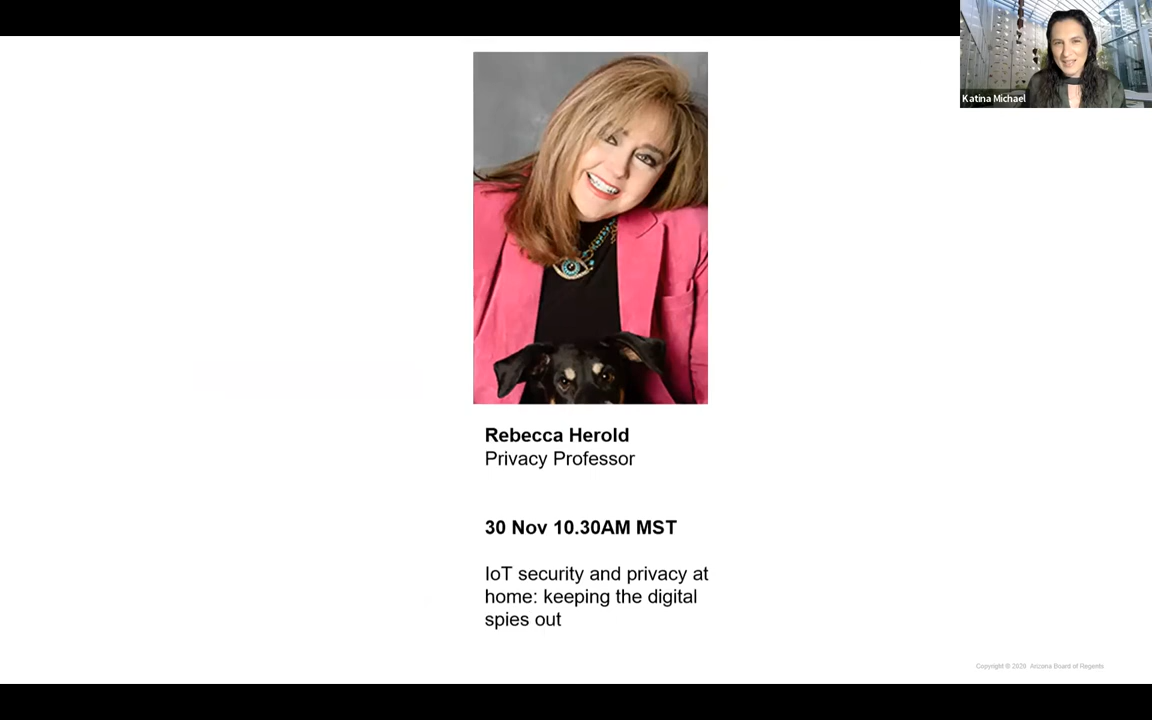 Katina Michael
Rebecca Herold
Privacy Professor
30 Nov 10.30AM MST
IoT security and privacy at
home: keeping the digital
spies out
Copyright © 2020 Arizona Board of Regents